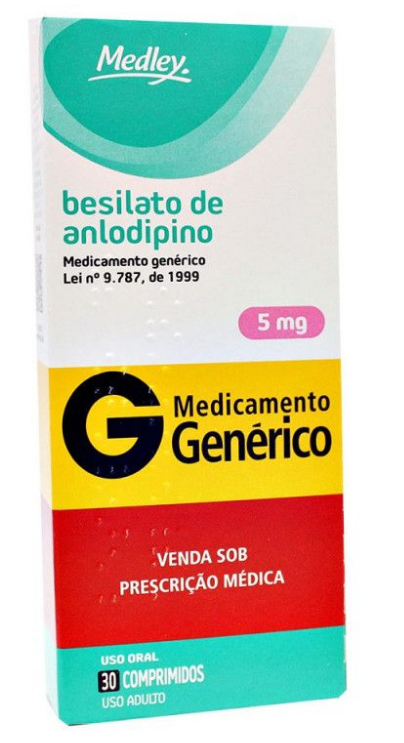 Medley.
besilato de
anlodipino
Medicamento genérico
Lei nº 9.787, de 1999
5 mg
G Medicamento
Genérico
VENDA SOB
PRESCRIÇÃO MÉDICA
USO ORAL
30 COMPRIMIDOS
USO ADULTO